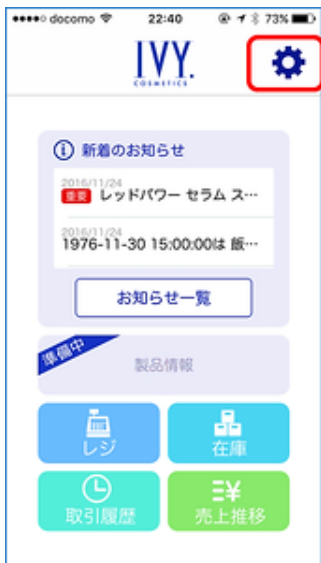 docomo 22:40 73%
IVY.
COSMETICS
新着のお知らせ
2016/11/24
重要 レッドパワー セラム ス…
2016/11/24
1976-11-30 15:00:00は 飯…
お知らせ一覧
準備中
製品情報
レジ
在庫
取引履歴
売上推移